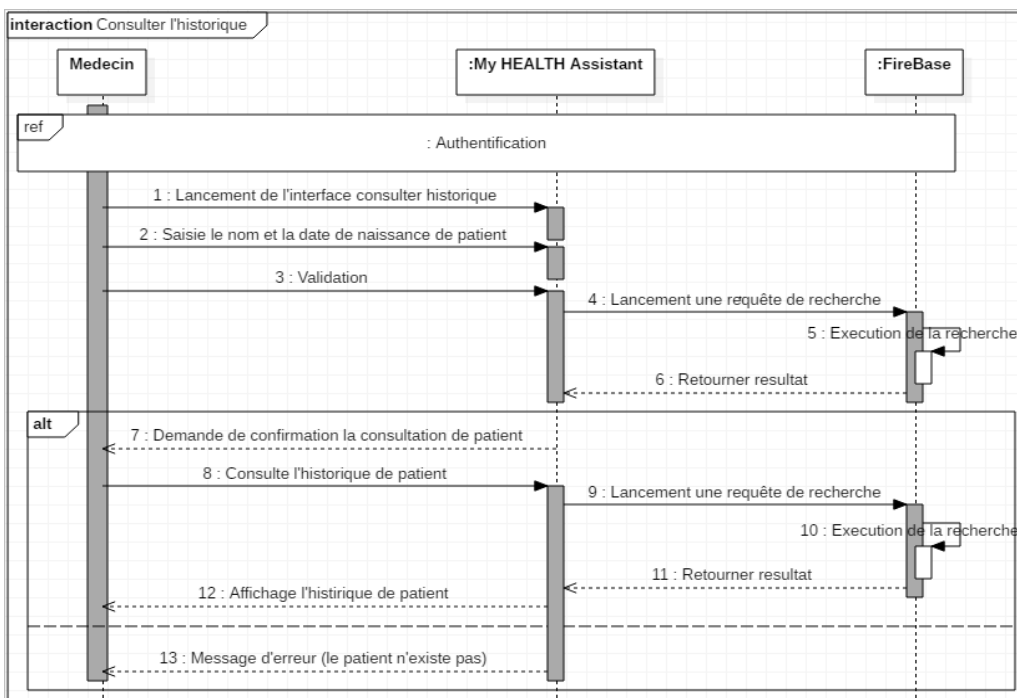 interaction Consulter l'historique
Medecin
:My HEALTH Assistant
:FireBase
ref
: Authentification
1 : Lancement de l'interface consulter historique
2 : Saisie le nom et la date de naissance de patient
3 : Validation
4 : Lancement une requête de recherche
5 : Execution de la recherche
6 : Retourner resultat
alt
7 : Demande de confirmation la consultation de patient
8 : Consulte l'historique de patient
9 : Lancement une requête de recherche
10 : Execution de la recherche
11 : Retourner resultat
12 : Affichage l'histirique de patient
13 : Message d'erreur (le patient n'existe pas)